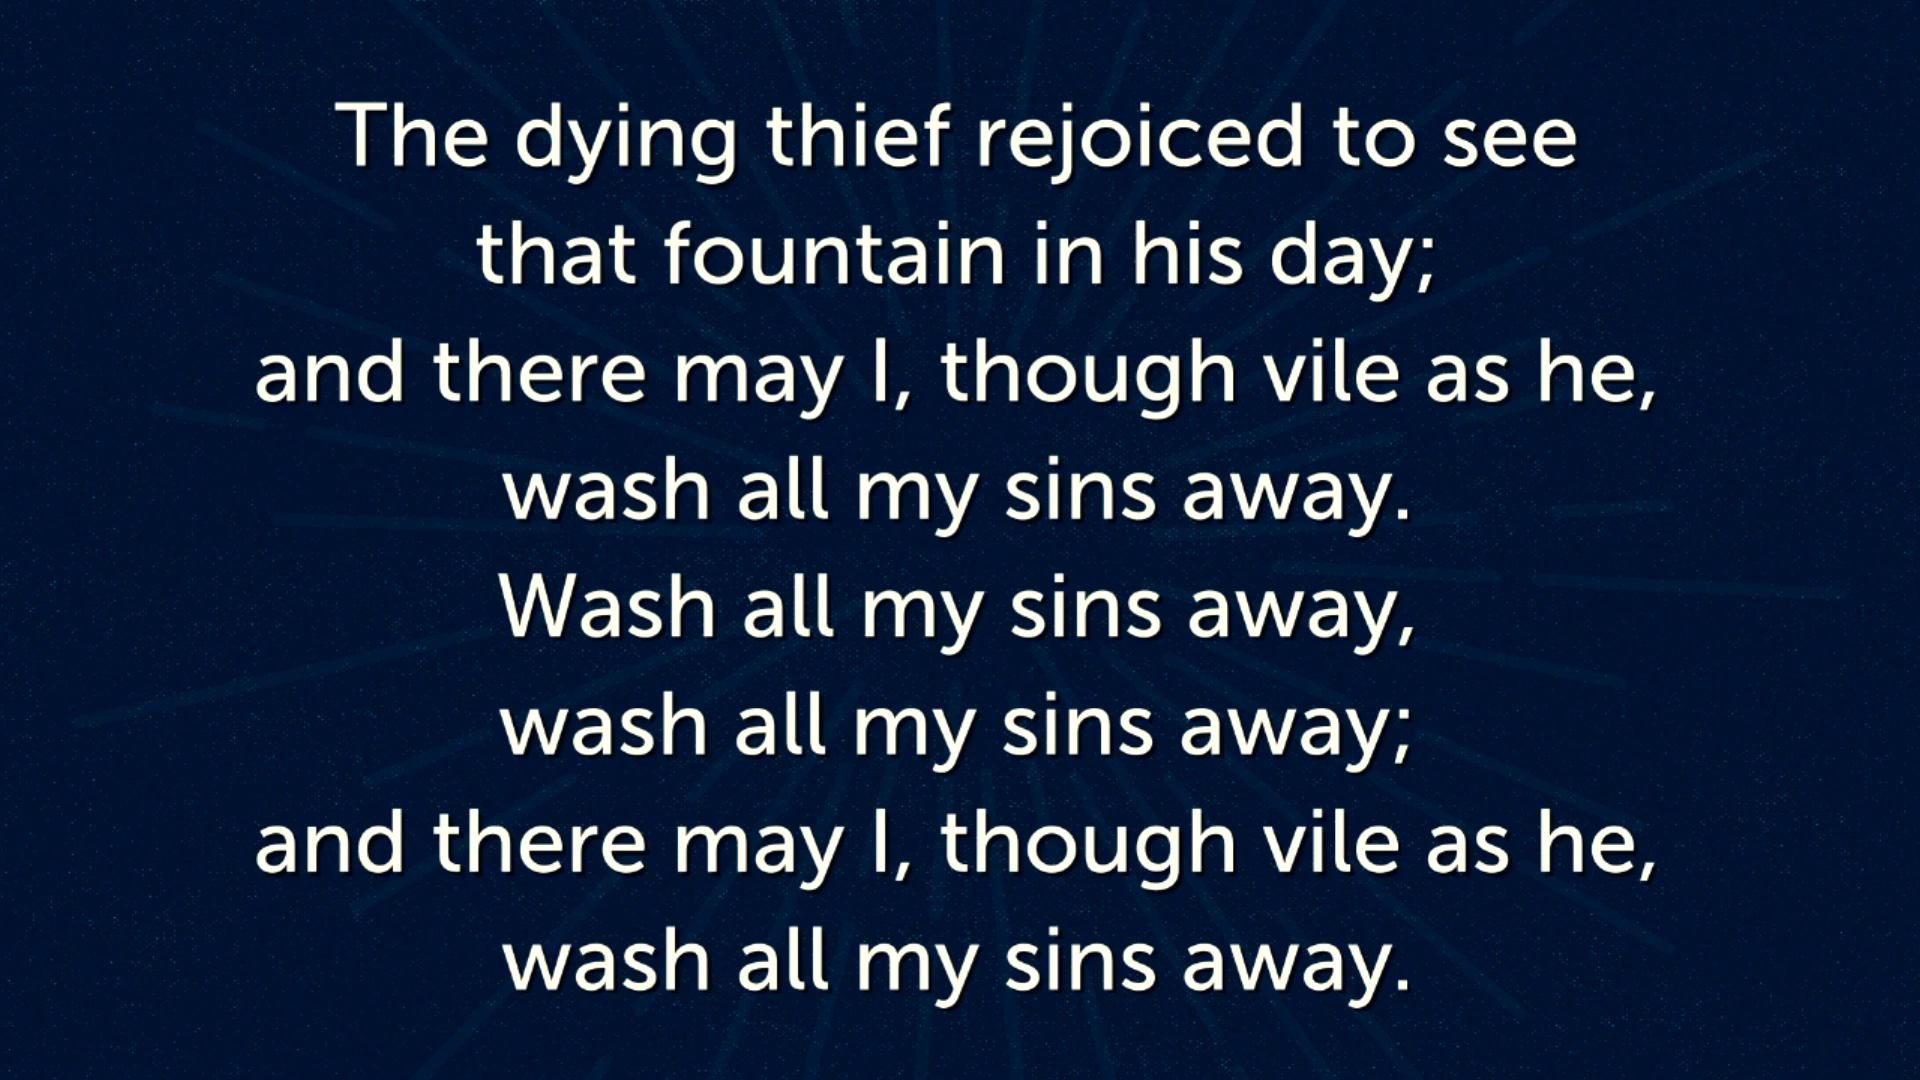 The dying thief rejoiced to see
that fountain in his day;
and there may I, though vile as he,
wash all my sins away.
Wash all my sins away,
wash all my sins away;
and there may I, though vile as he,
wash all my sins away.